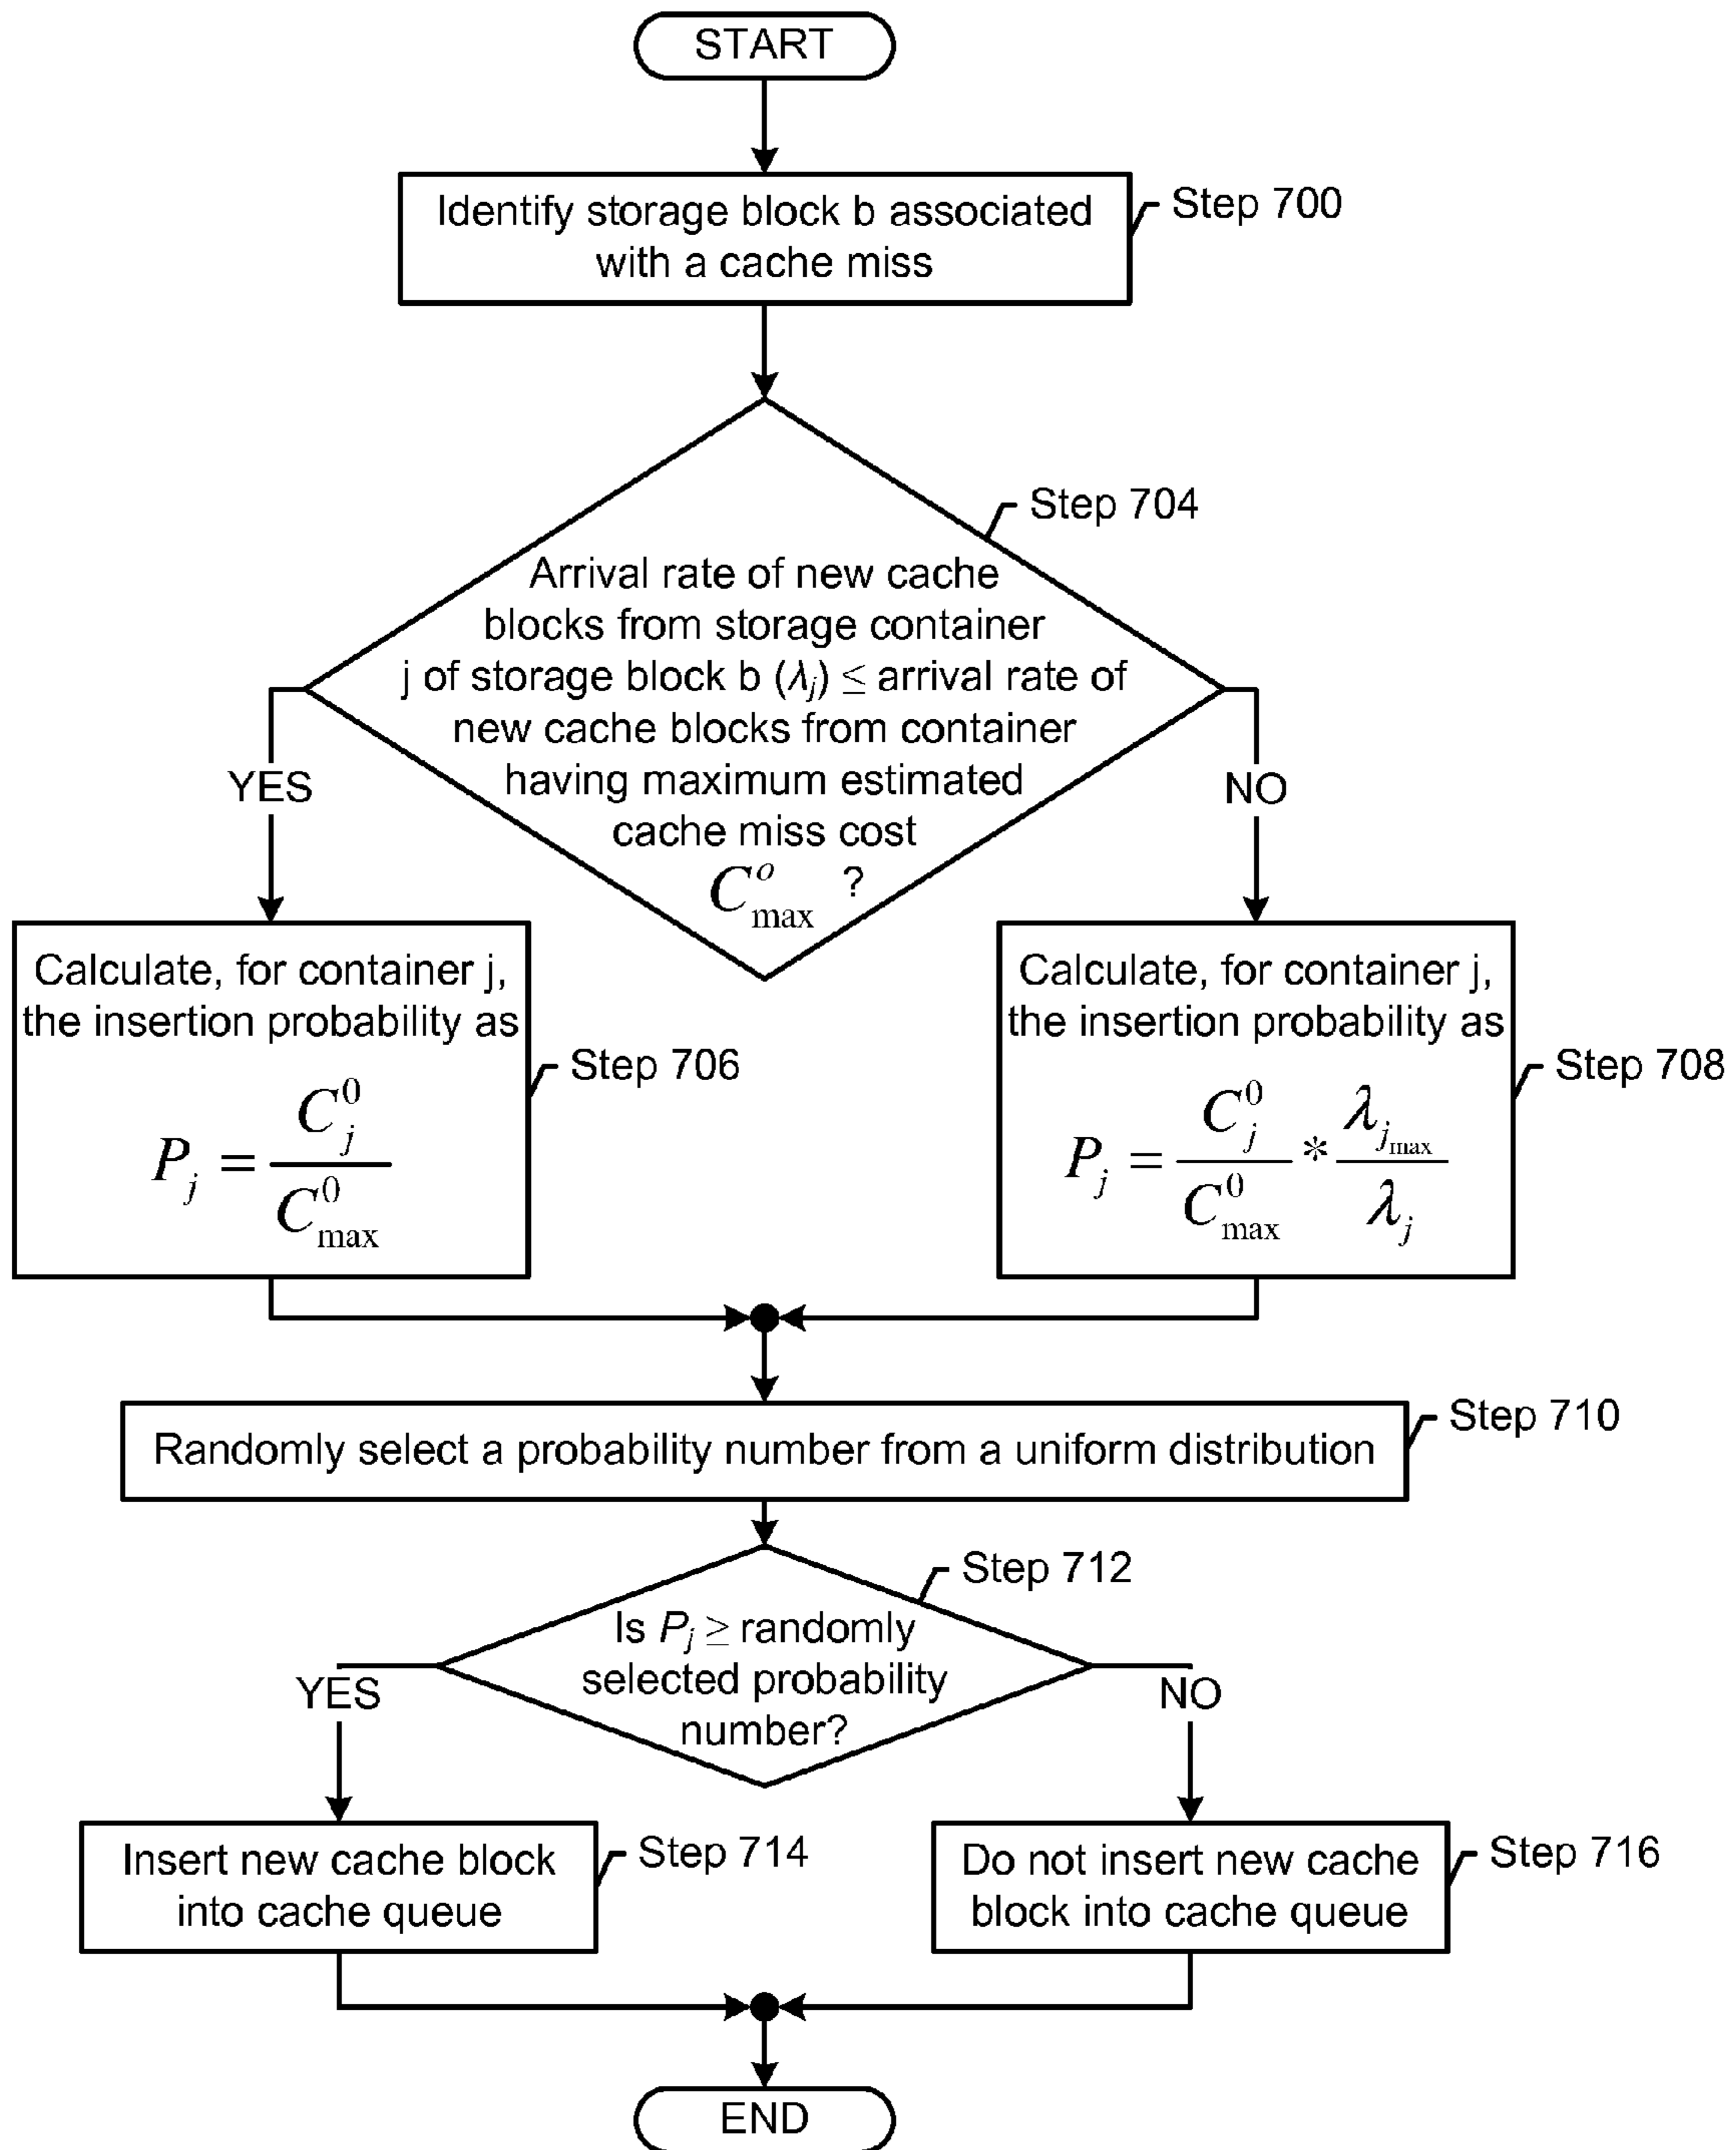 START
Identify storage block b associated
with a cache miss
Step 700
Step 704
Arrival rate of new cache
blocks from storage container
j of storage block b (λ_j) ≤ arrival rate of
new cache blocks from container
having maximum estimated
cache miss cost
C^o_max ?
YES
NO
Calculate, for container j,
the insertion probability as
P_j = C^0_j / C^0_max
Step 706
Calculate, for container j,
the insertion probability as
P_j = C^0_j / C^0_max * λ_{j_max} / λ_j
Step 708
Randomly select a probability number from a uniform distribution
Step 710
Step 712
Is P_j ≥ randomly
selected probability
number?
YES
NO
Insert new cache block
into cache queue
Step 714
Do not insert new cache
block into cache queue
Step 716
END